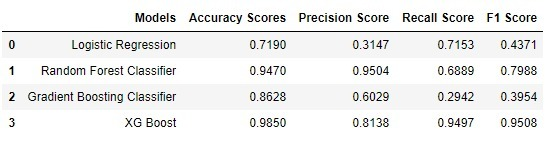 Models Accuracy Scores Precision Score Recall Score F1 Score
0 Logistic Regression 0.7190 0.3147 0.7153 0.4371
1 Random Forest Classifier 0.9470 0.9504 0.6889 0.7988
2 Gradient Boosting Classifier 0.8628 0.6029 0.2942 0.3954
3 XG Boost 0.9850 0.8138 0.9497 0.9508